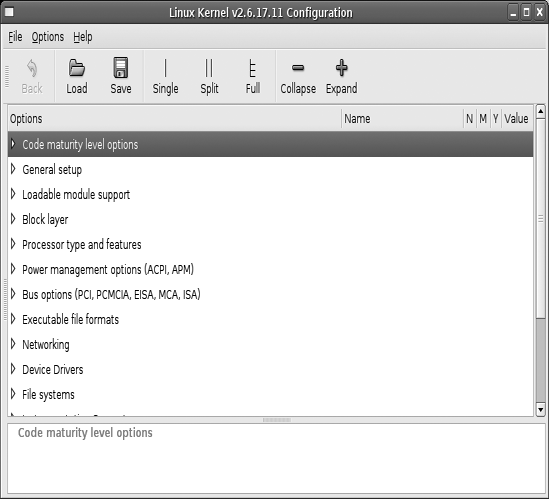 Linux Kernel v2.6.17.11 Configuration
File Options Help
Back Load Save Single Split Full Collapse Expand
Options Name N M Y Value
Code maturity level options
General setup
Loadable module support
Block layer
Processor type and features
Power management options (ACPI, APM)
Bus options (PCI, PCMCIA, EISA, MCA, ISA)
Executable file formats
Networking
Device Drivers
File systems
Code maturity level options